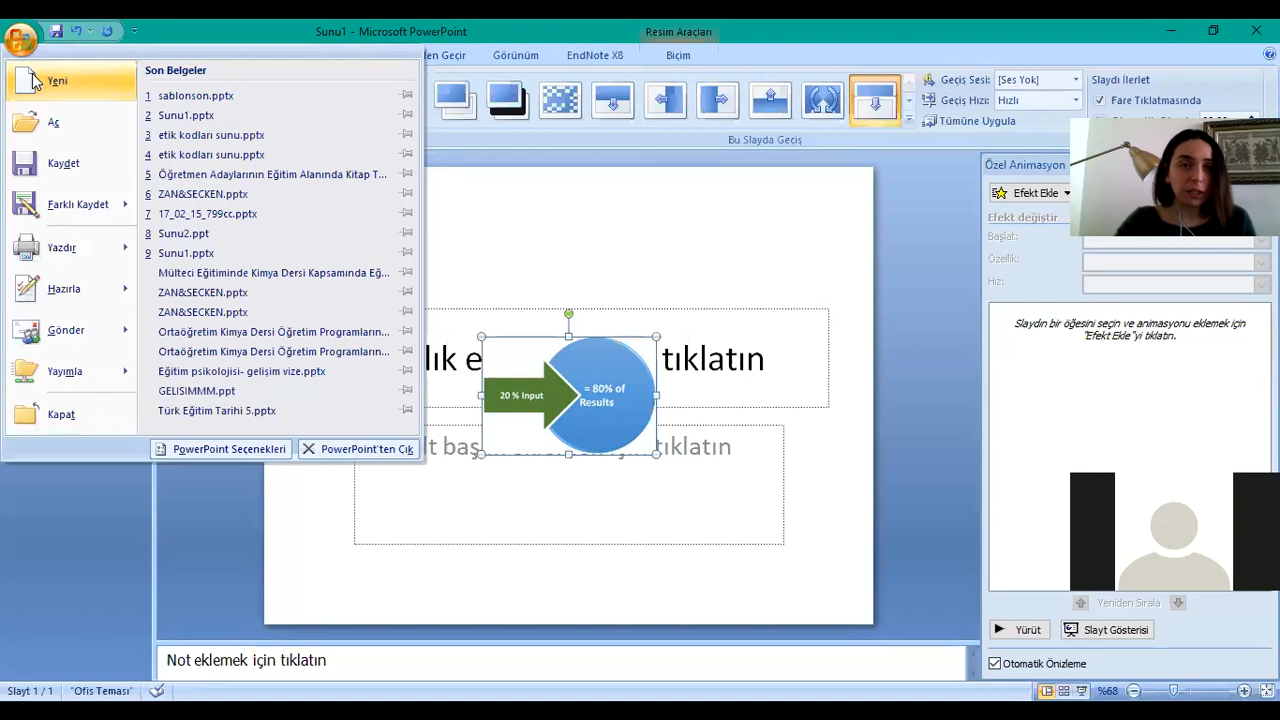 Sunu1 - Microsoft PowerPoint
Resim Araçları
den Geçir
Görünüm
EndNote X8
Biçim
Yeni
Aç
Kaydet
Farklı Kaydet
Yazdır
Hazırla
Gönder
Yayımla
Kapat
Son Belgeler
1 sablonson.pptx
2 Sunu1.pptx
3 etik kodları sunu.pptx
4 etik kodları sunu.pptx
5 Öğretmen Adaylarının Eğitim Alanında Kitap T...
6 ZAN&SECKEN.pptx
7 17_02_15_799cc.pptx
8 Sunu2.ppt
9 Sunu1.pptx
Mülteci Eğitiminde Kimya Dersi Kapsamında Eğ...
ZAN&SECKEN.pptx
ZAN&SECKEN.pptx
Ortaöğretim Kimya Dersi Öğretim Programların...
Ortaöğretim Kimya Dersi Öğretim Programların...
Eğitim psikolojisi- gelişim vize.pptx
GELISIMMM.ppt
Türk Eğitim Tarihi 5.pptx
PowerPoint Seçenekleri
PowerPoint'ten Çık
Geçiş Sesi: [Ses Yok]
Geçiş Hızı: Hızlı
Tümüne Uygula
Slaydı İlerlet
Fare Tıklatmasında
Bu Slayda Geçiş
lık e tıklatın
20 % Input
= 80% of
Results
lt baş tıklatın
Özel Animasyon
Efekt Ekle
Efekt değiştir
Başlat:
Özellik:
Hız:
Slaydın bir öğesini seçin ve animasyonu eklemek için
"Efekt Ekle"yi tıklatın.
Yeniden Sırala
Yürüt
Slayt Gösterisi
Otomatik Önizleme
Not eklemek için tıklatın
Slayt 1 / 1
"Ofis Teması"
%68